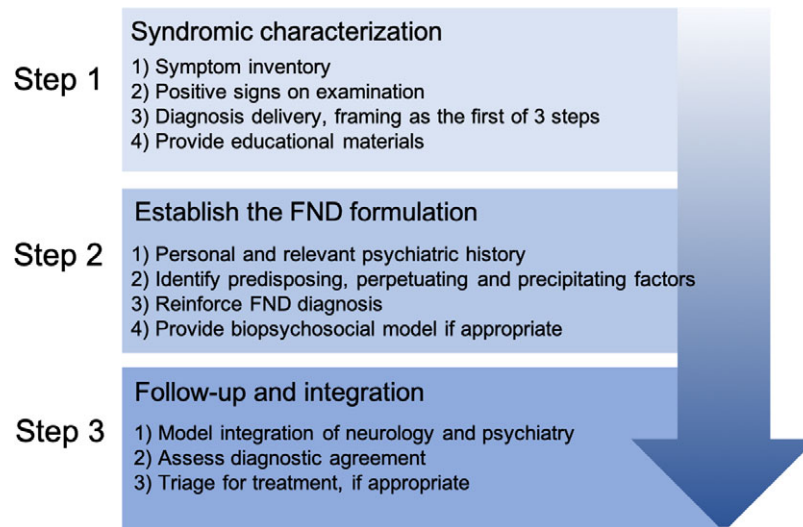 Step 1
Syndromic characterization
1) Symptom inventory
2) Positive signs on examination
3) Diagnosis delivery, framing as the first of 3 steps
4) Provide educational materials
Step 2
Establish the FND formulation
1) Personal and relevant psychiatric history
2) Identify predisposing, perpetuating and precipitating factors
3) Reinforce FND diagnosis
4) Provide biopsychosocial model if appropriate
Step 3
Follow-up and integration
1) Model integration of neurology and psychiatry
2) Assess diagnostic agreement
3) Triage for treatment, if appropriate